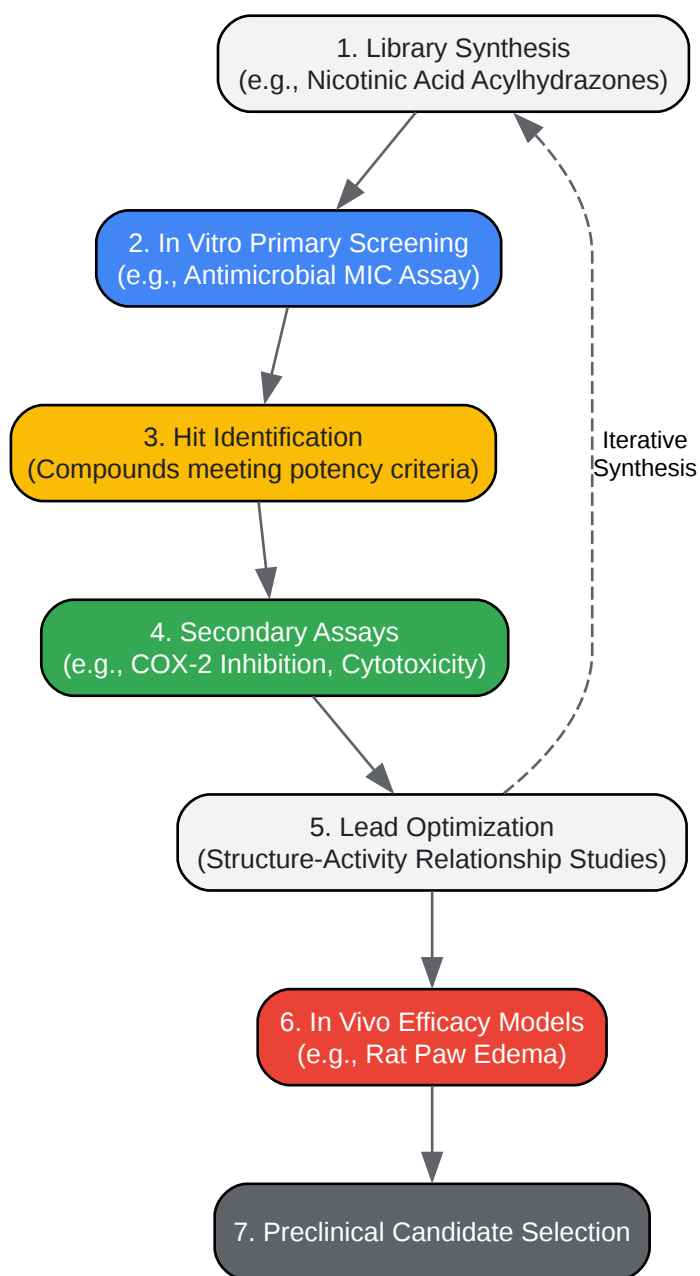 1. Library Synthesis
(e.g., Nicotinic Acid Acylhydrazones)
2. In Vitro Primary Screening
(e.g., Antimicrobial MIC Assay)
3. Hit Identification
(Compounds meeting potency criteria)
Iterative
Synthesis
4. Secondary Assays
(e.g., COX-2 Inhibition, Cytotoxicity)
5. Lead Optimization
(Structure-Activity Relationship Studies)
6. In Vivo Efficacy Models
(e.g., Rat Paw Edema)
7. Preclinical Candidate Selection